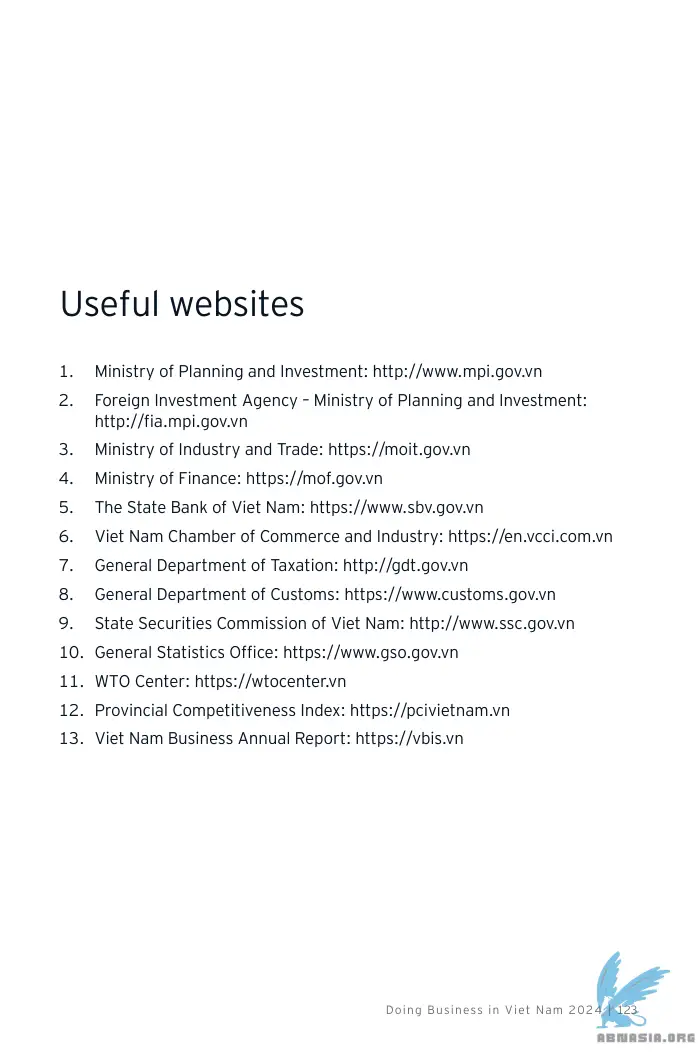 Useful websites
1. Ministry of Planning and Investment: http://www.mpi.gov.vn
2. Foreign Investment Agency – Ministry of Planning and Investment:
http://fia.mpi.gov.vn
3. Ministry of Industry and Trade: https://moit.gov.vn
4. Ministry of Finance: https://mof.gov.vn
5. The State Bank of Viet Nam: https://www.sbv.gov.vn
6. Viet Nam Chamber of Commerce and Industry: https://en.vcci.com.vn
7. General Department of Taxation: http://gdt.gov.vn
8. General Department of Customs: https://www.customs.gov.vn
9. State Securities Commission of Viet Nam: http://www.ssc.gov.vn
10. General Statistics Office: https://www.gso.gov.vn
11. WTO Center: https://wtocenter.vn
12. Provincial Competitiveness Index: https://pcivietnam.vn
13. Viet Nam Business Annual Report: https://vbis.vn
Doing Business in Viet Nam 2024 | 123
ABNASIA.ORG